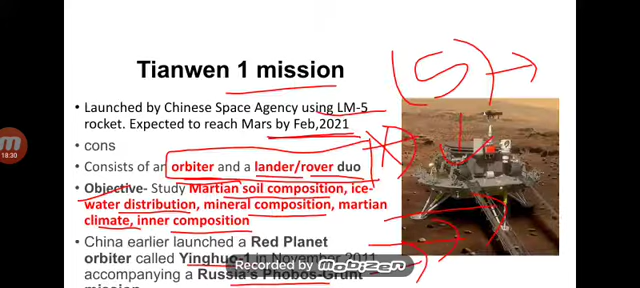 Tianwen 1 mission
(5)
• Launched by Chinese Space Agency using LM-5
rocket. Expected to reach Mars by Feb,2021
• cons
• Consists of an orbiter and a lander/rover duo
• Objective- Study Martian soil composition, ice-
water distribution, mineral composition, martian
climate, inner composition
• China earlier launched a Red Planet
orbiter called Yinghuo-1 in November 2011
accompanying a Russia's Phobos-Grunt
mission
18:30
Recorded by mobizen